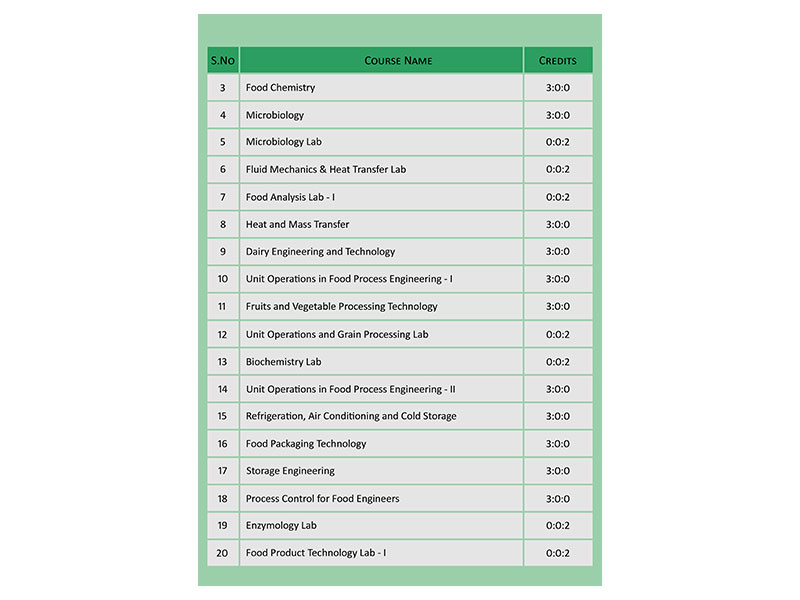 S.No Course Name Credits
3 Food Chemistry 3:0:0
4 Microbiology 3:0:0
5 Microbiology Lab 0:0:2
6 Fluid Mechanics & Heat Transfer Lab 0:0:2
7 Food Analysis Lab - I 0:0:2
8 Heat and Mass Transfer 3:0:0
9 Dairy Engineering and Technology 3:0:0
10 Unit Operations in Food Process Engineering - I 3:0:0
11 Fruits and Vegetable Processing Technology 3:0:0
12 Unit Operations and Grain Processing Lab 0:0:2
13 Biochemistry Lab 0:0:2
14 Unit Operations in Food Process Engineering - II 3:0:0
15 Refrigeration, Air Conditioning and Cold Storage 3:0:0
16 Food Packaging Technology 3:0:0
17 Storage Engineering 3:0:0
18 Process Control for Food Engineers 3:0:0
19 Enzymology Lab 0:0:2
20 Food Product Technology Lab - I 0:0:2